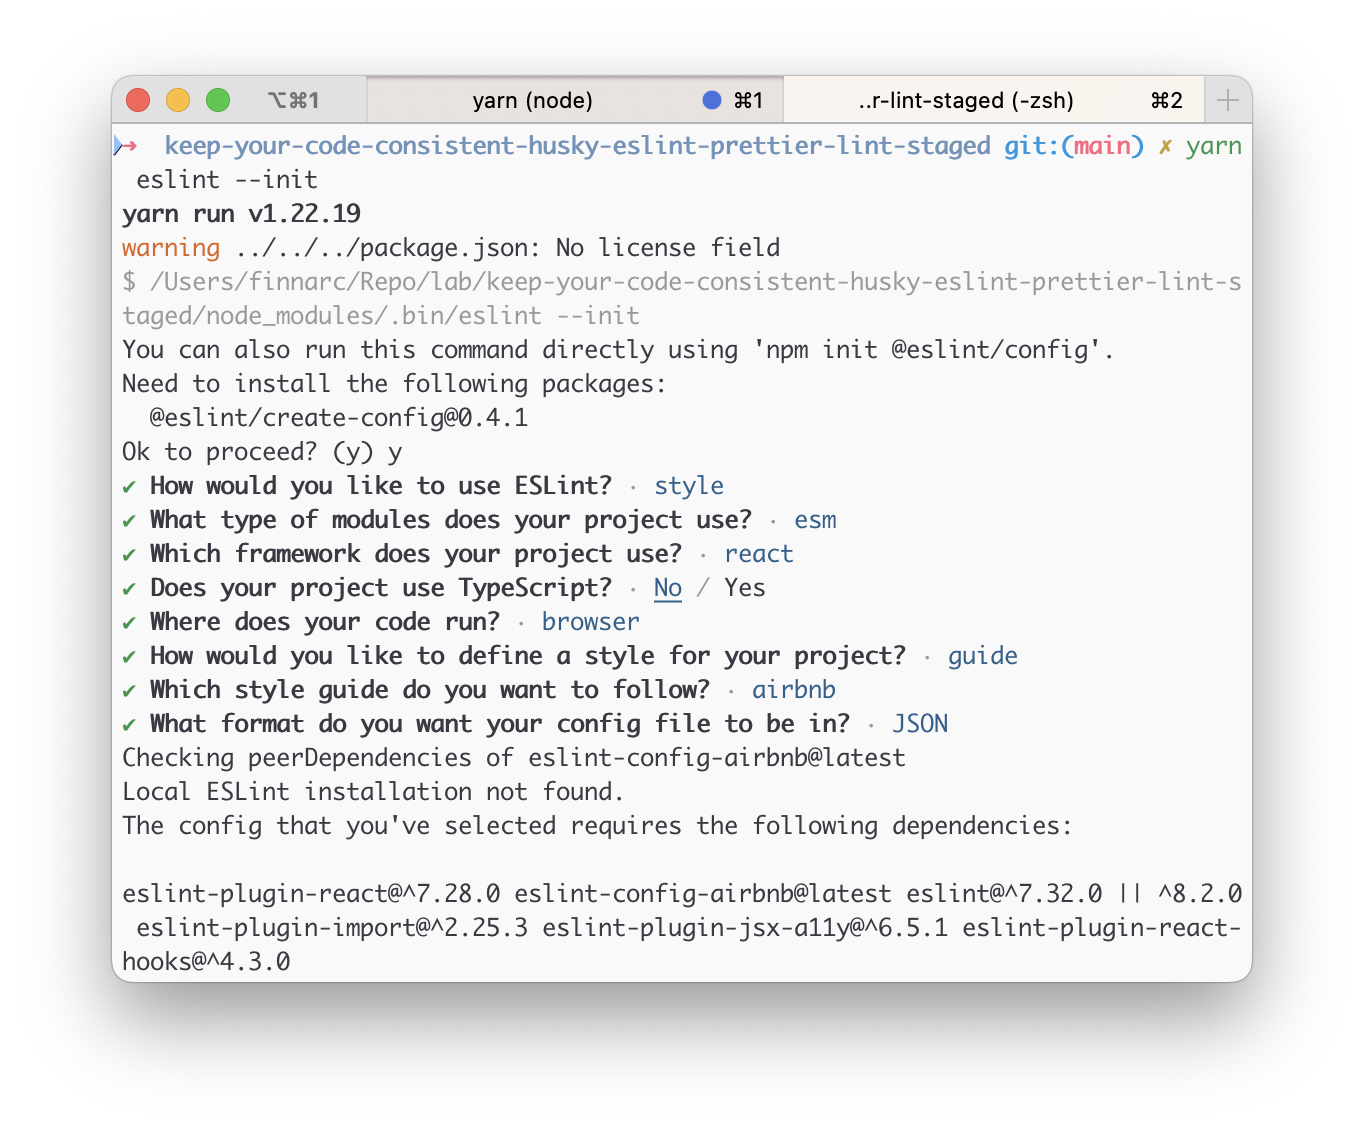 ⌥⌘1 yarn (node) ⌘1 ..r-lint-staged (-zsh) ⌘2
➜  keep-your-code-consistent-husky-eslint-prettier-lint-staged git:(main) ✗ yarn
 eslint --init
yarn run v1.22.19
warning ../../../package.json: No license field
$ /Users/finnarc/Repo/lab/keep-your-code-consistent-husky-eslint-prettier-lint-s
taged/node_modules/.bin/eslint --init
You can also run this command directly using 'npm init @eslint/config'.
Need to install the following packages:
  @eslint/create-config@0.4.1
Ok to proceed? (y) y
✔ How would you like to use ESLint? · style
✔ What type of modules does your project use? · esm
✔ Which framework does your project use? · react
✔ Does your project use TypeScript? · No / Yes
✔ Where does your code run? · browser
✔ How would you like to define a style for your project? · guide
✔ Which style guide do you want to follow? · airbnb
✔ What format do you want your config file to be in? · JSON
Checking peerDependencies of eslint-config-airbnb@latest
Local ESLint installation not found.
The config that you've selected requires the following dependencies:

eslint-plugin-react@^7.28.0 eslint-config-airbnb@latest eslint@^7.32.0 || ^8.2.0
 eslint-plugin-import@^2.25.3 eslint-plugin-jsx-a11y@^6.5.1 eslint-plugin-react-
hooks@^4.3.0